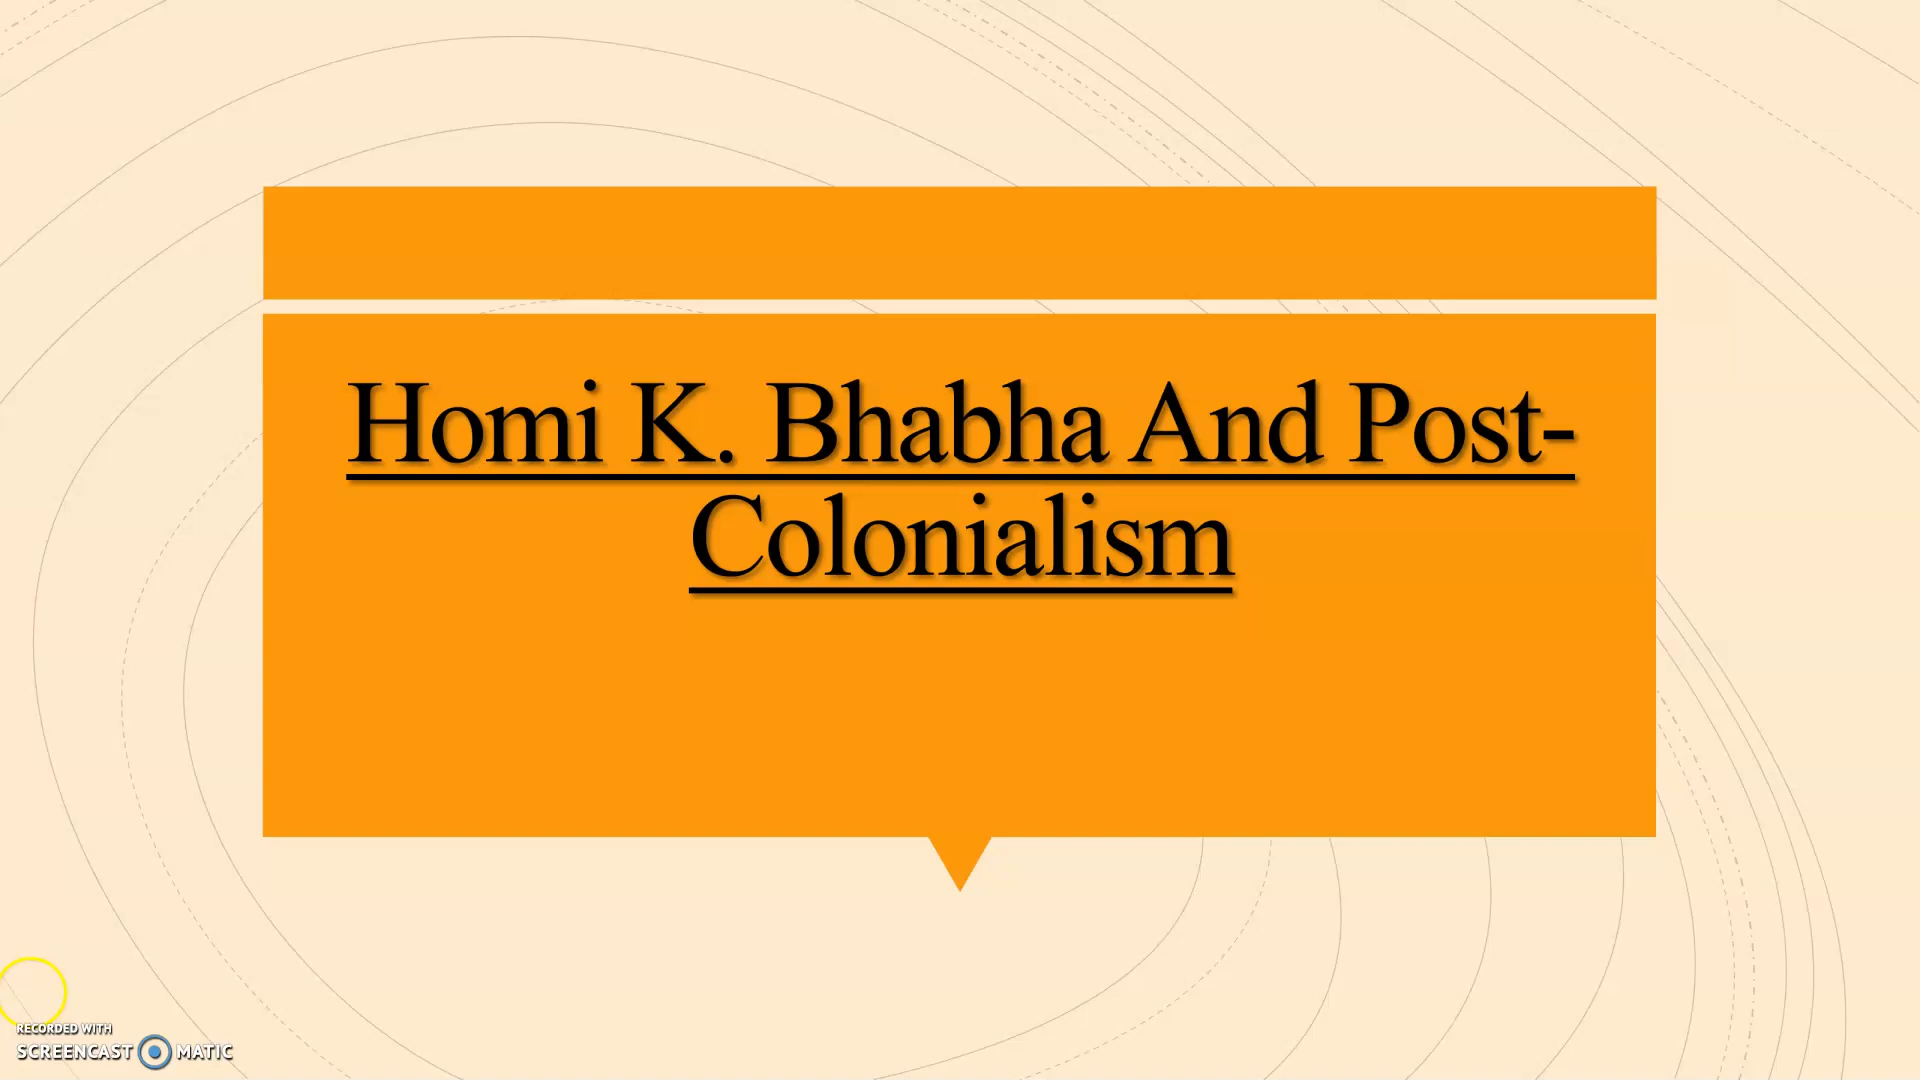 Homi K. Bhabha And Post-
Colonialism
RECORDED WITH
SCREENCAST MATIC